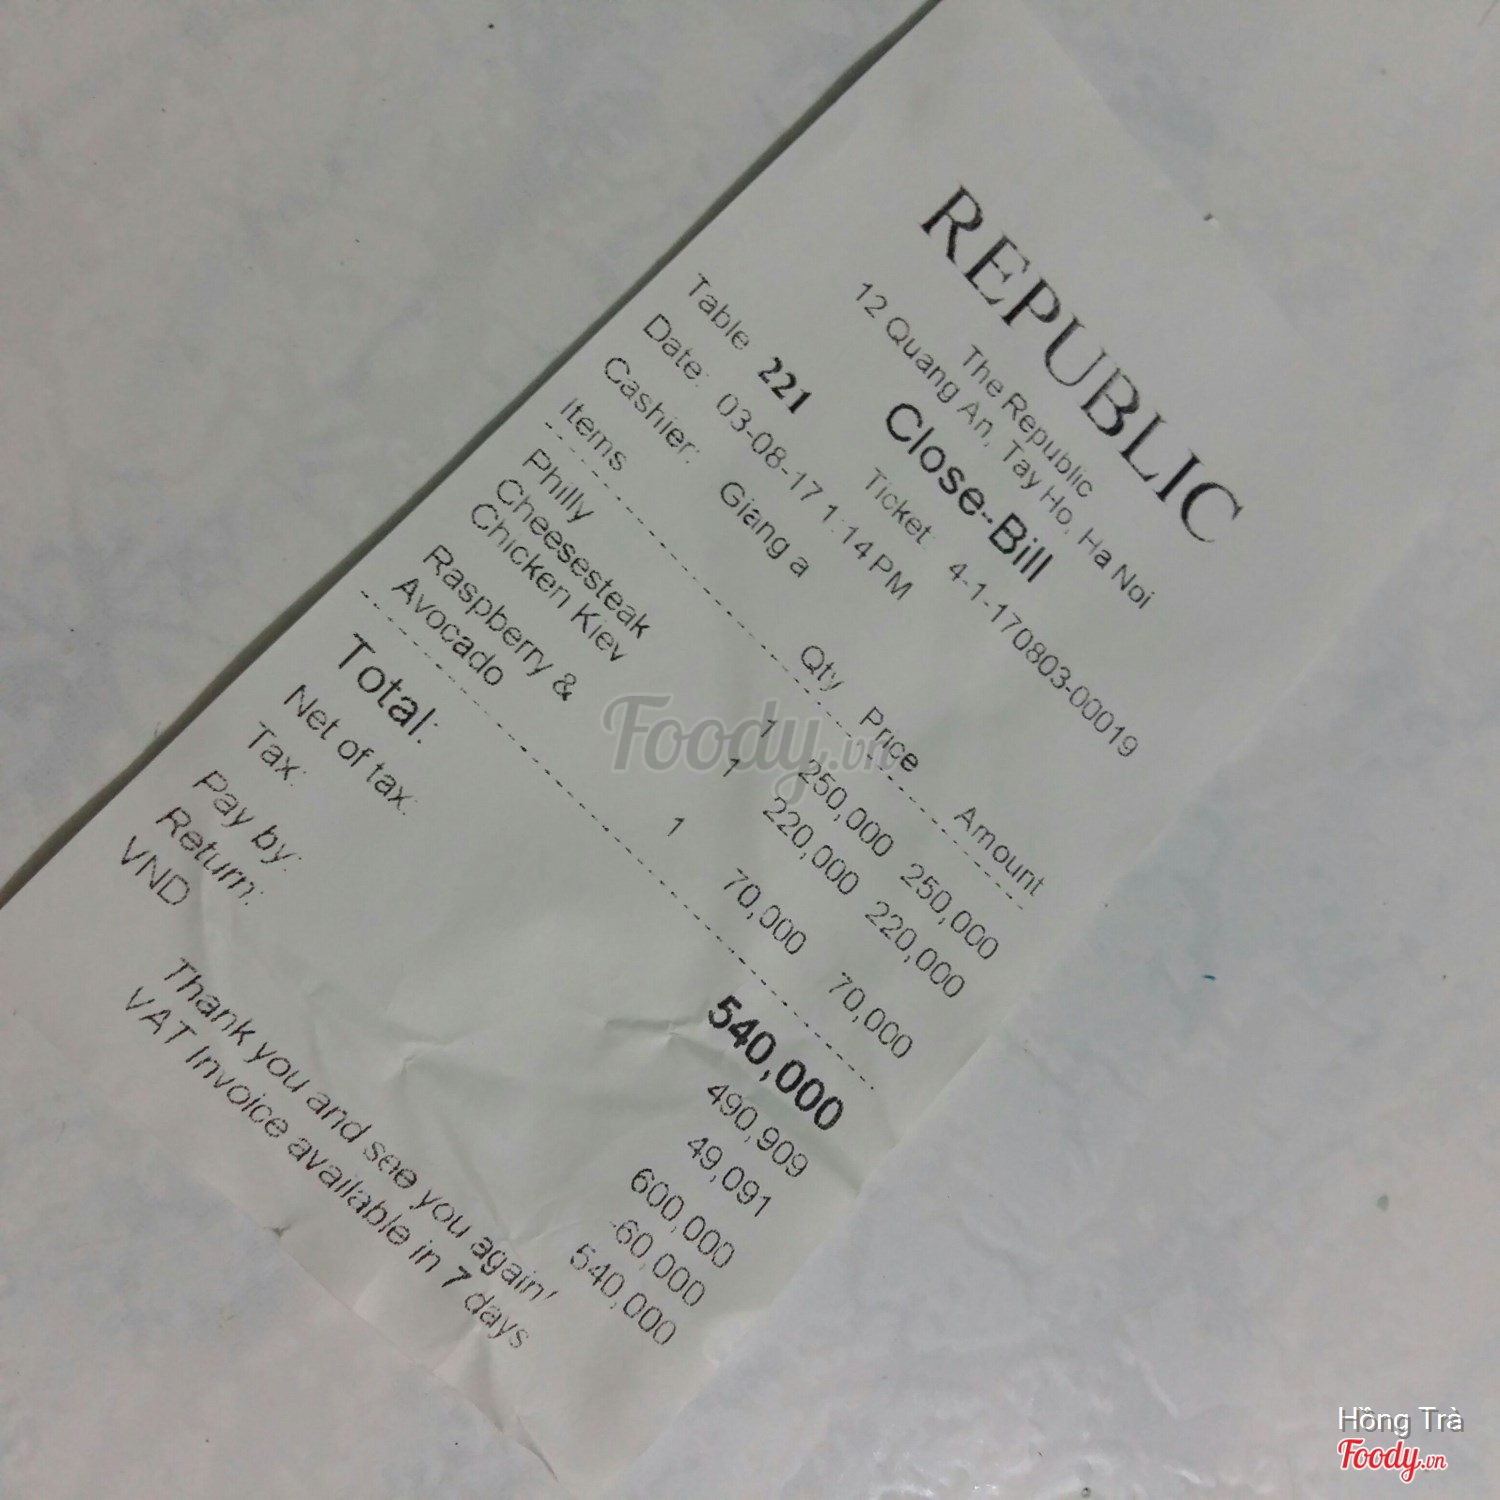 REPUBLIC
The Republic
12 Quang An, Tay Ho, Ha Noi
Close-Bill
Table 221 Ticket: 4-1-170803-00019
Date: 03-08-17 1:14 PM
Cashier: Giang a
Items Qty Price Amount
Philly
Cheesesteak 1 250,000 250,000
Chicken Kiev 1 220,000 220,000
Raspberry &
Avocado 1 70,000 70,000
Total: 540,000
Net of tax: 490,909
Tax: 49,091
Pay by: 600,000
Return: -60,000
VND 540,000
Thank you and see you again!
VAT Invoice available in 7 days
Foody.vn
Hồng Trà
Foody.vn